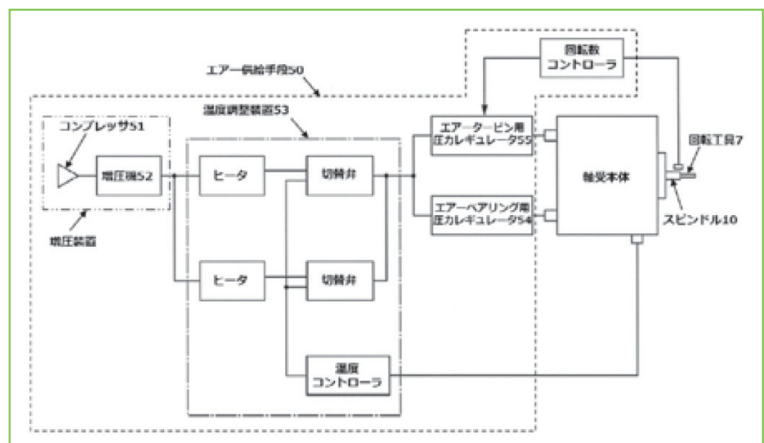 回転数
コントローラ
エアー供給手段50
温度調整装置53
コンプレッサ51
エアータービン用
圧力レギュレータ55
回転工具7
増圧機52
ヒータ
切替弁
軸受本体
エアーベアリング用
圧力レギュレータ54
スピンドル10
増圧装置
ヒータ
切替弁
温度
コントローラ